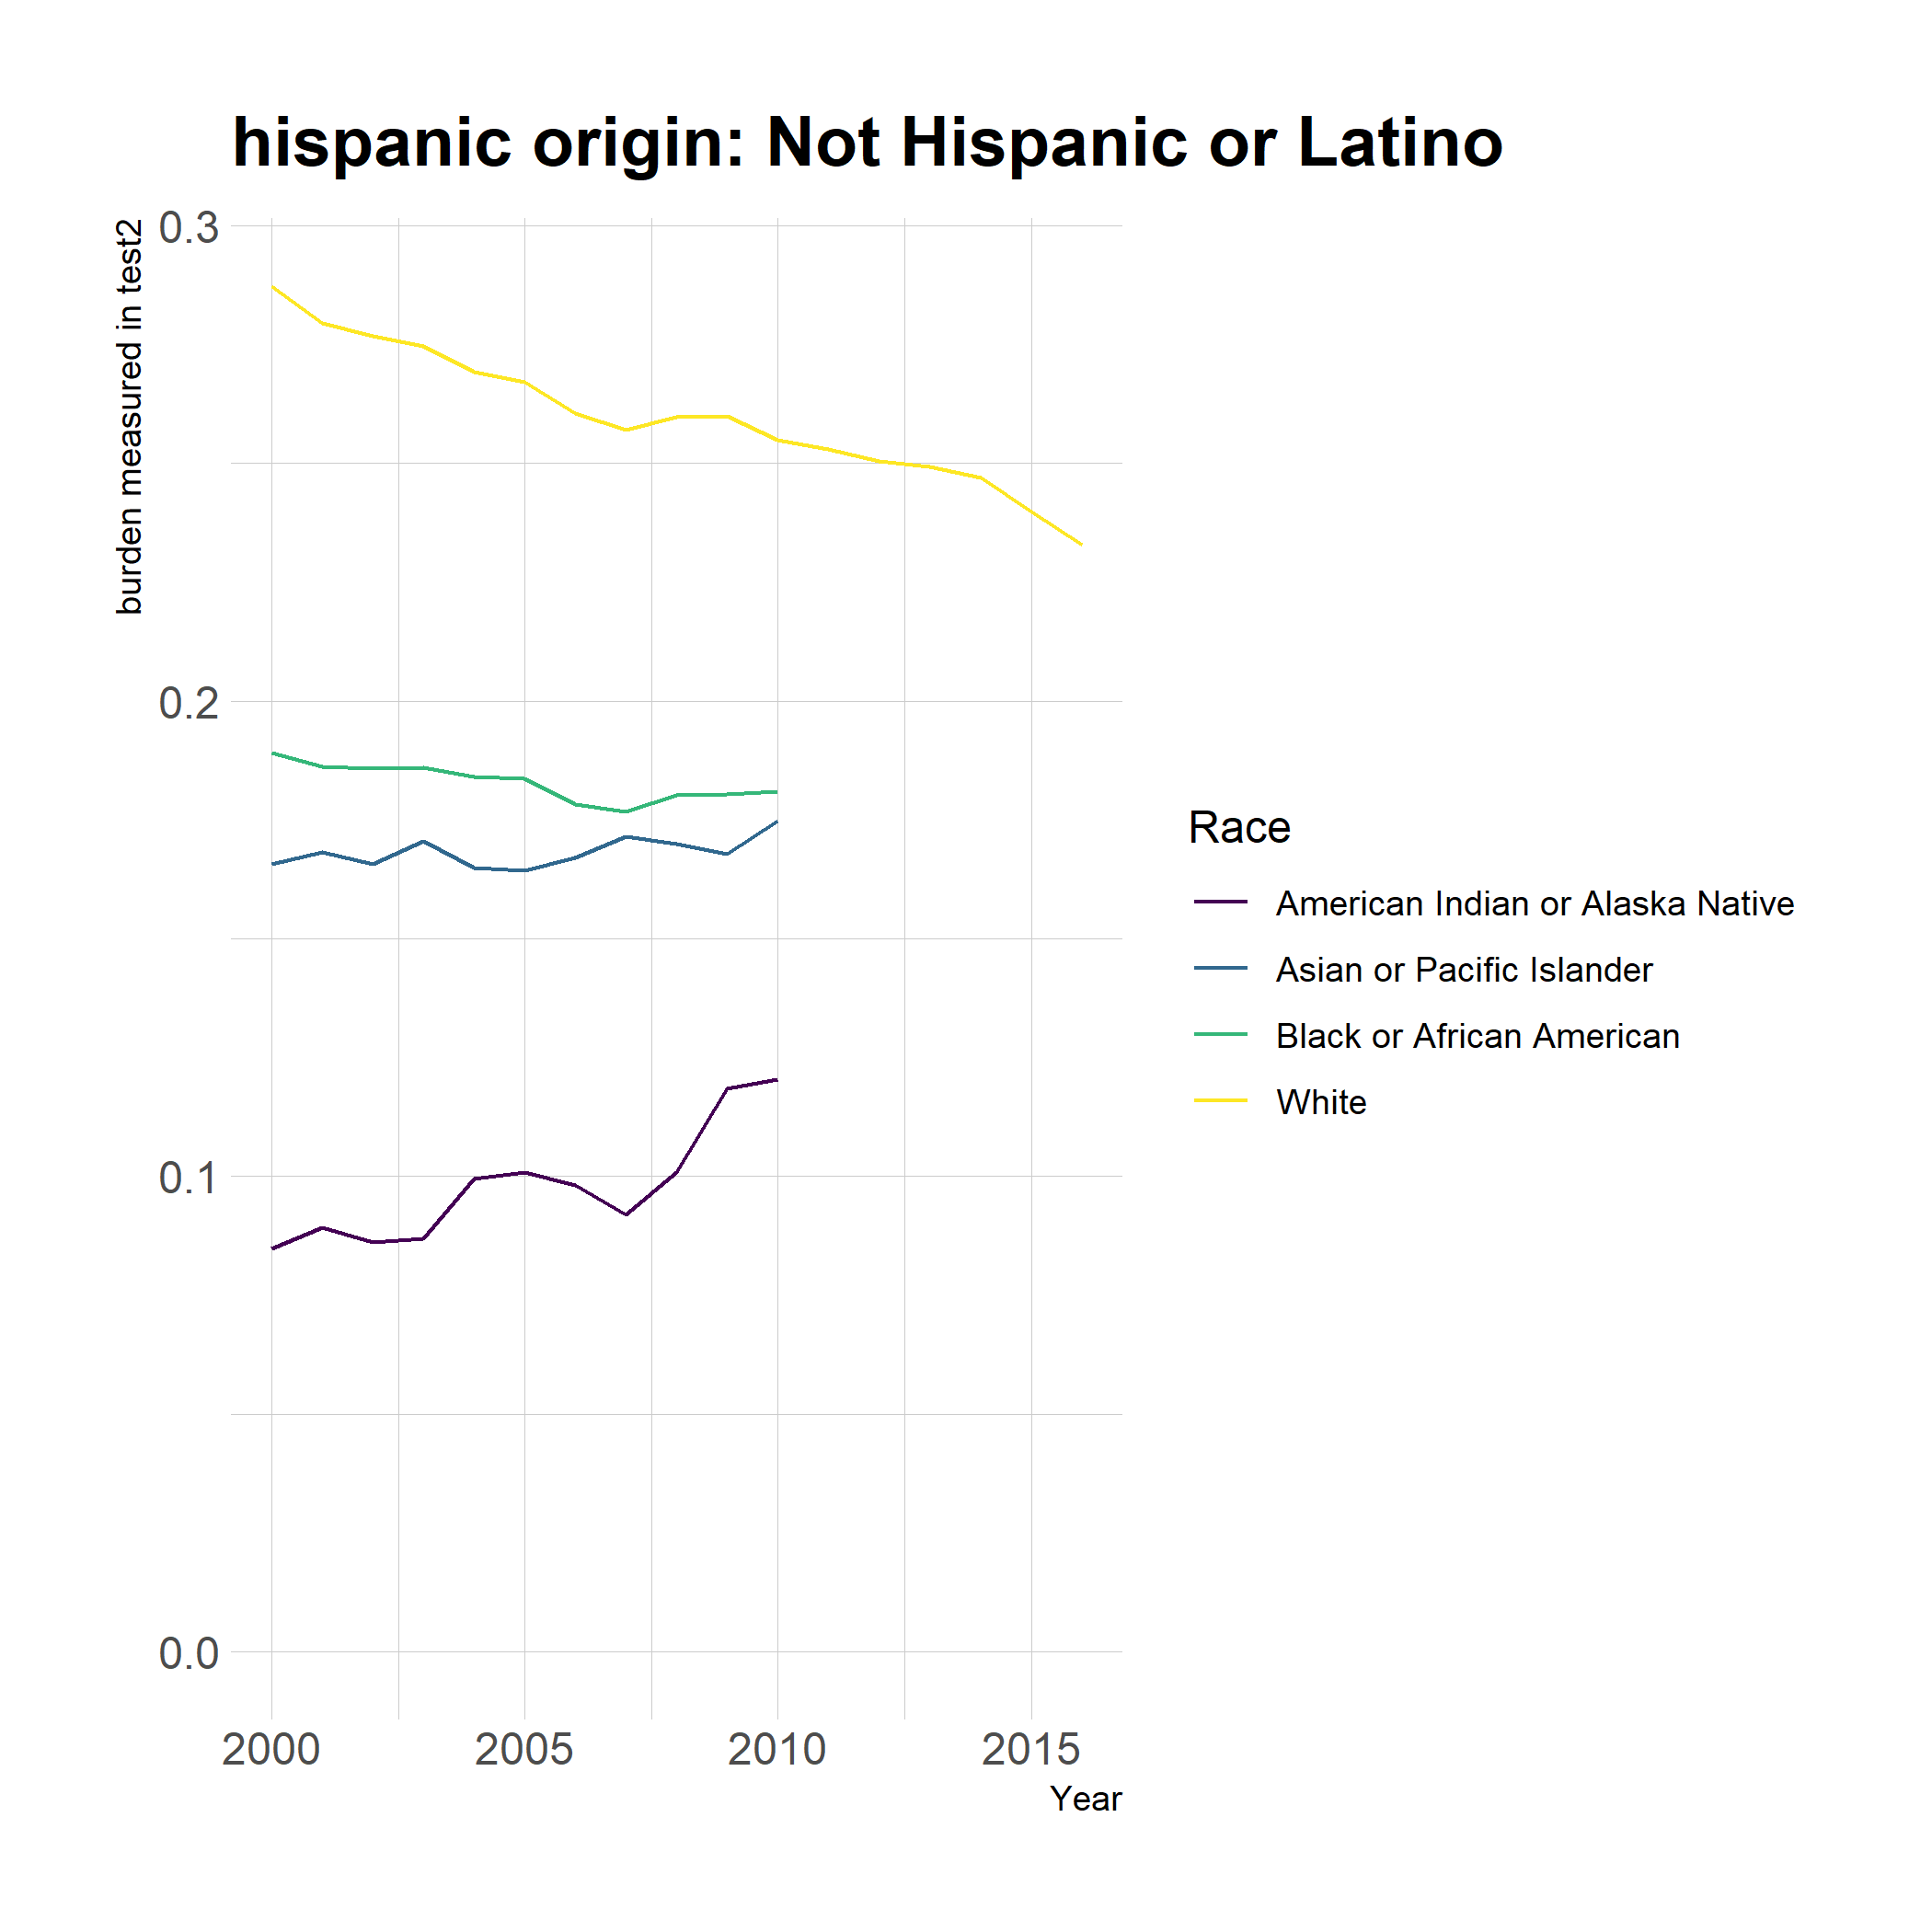 hispanic origin: Not Hispanic or Latino
burden measured in test2
0.3
0.2
0.1
0.0
2000 2005 2010 2015
Year
Race
American Indian or Alaska Native
Asian or Pacific Islander
Black or African American
White